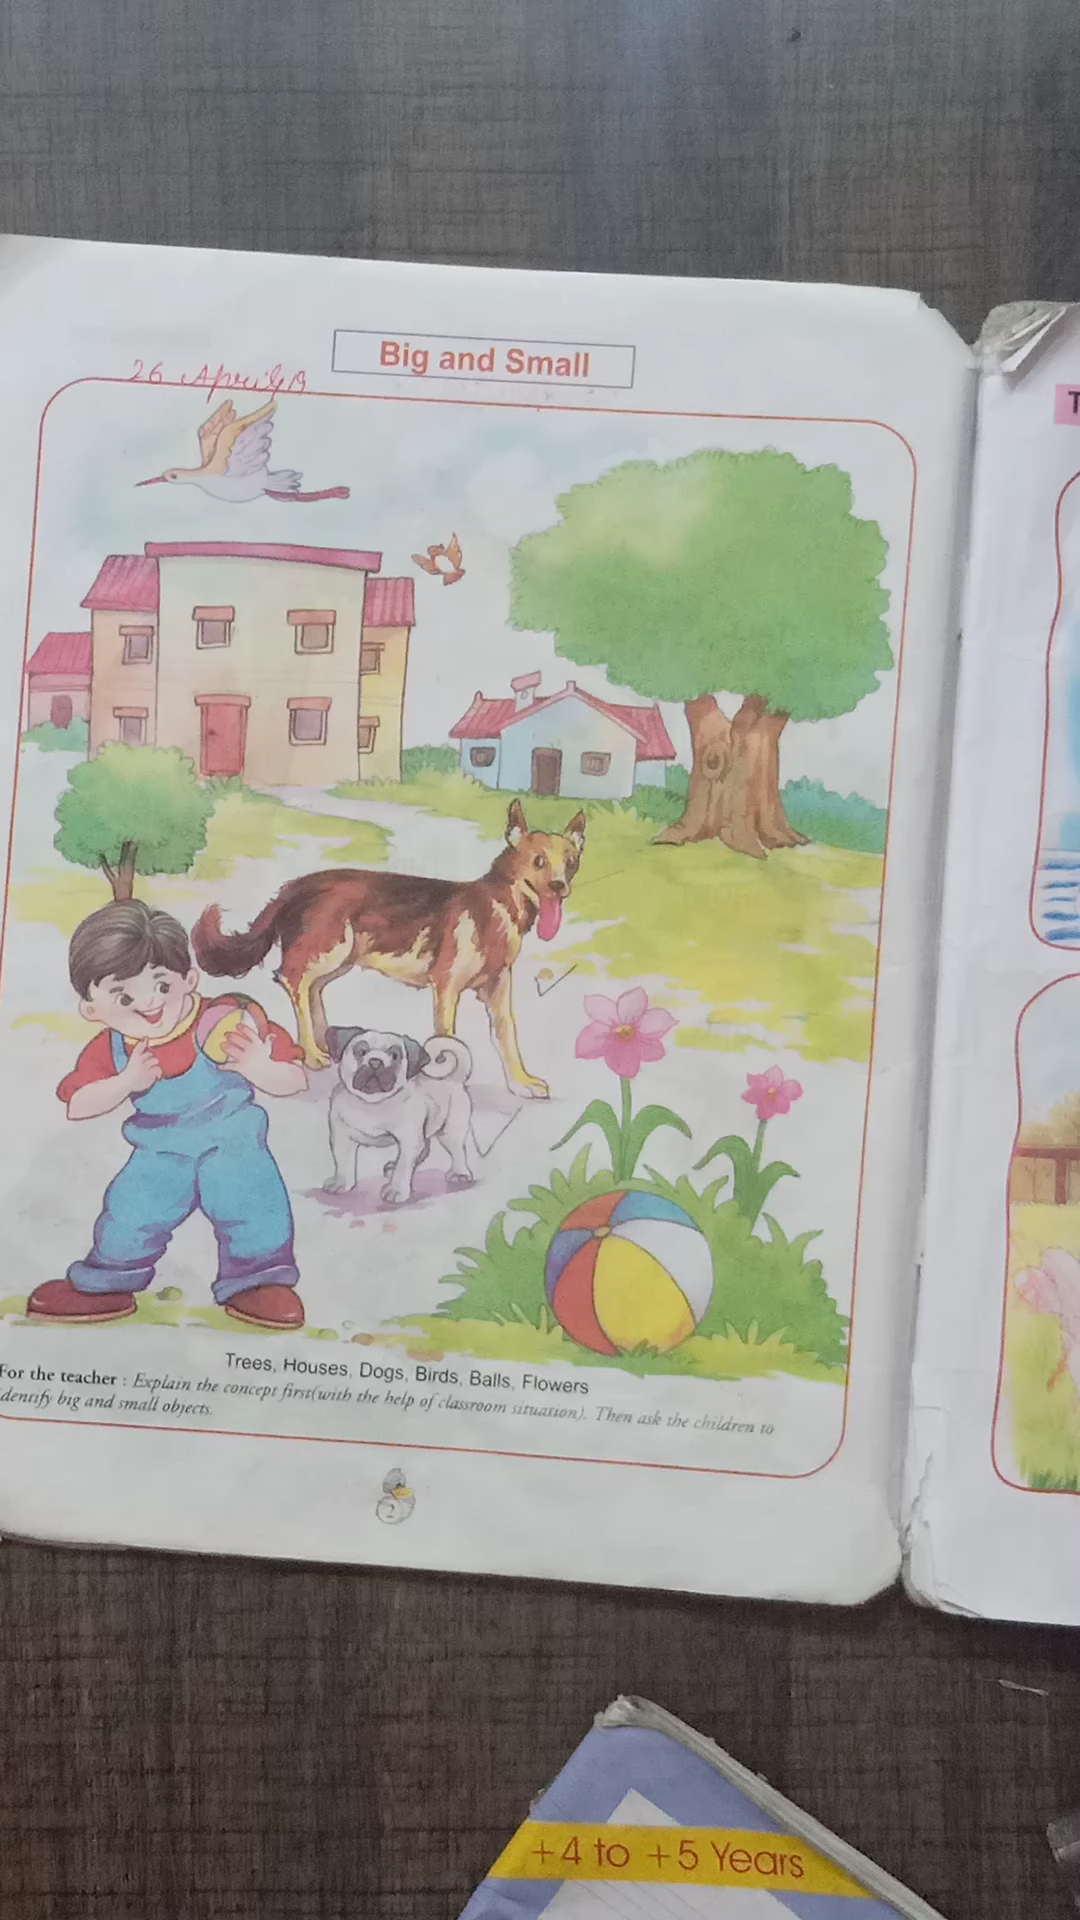 Big and Small
26 April 19
Trees, Houses, Dogs, Birds, Balls, Flowers
For the teacher : Explain the concept first(with the help of classroom situation). Then ask the children to
dentify big and small objects.
2
T
+4 to +5 Years